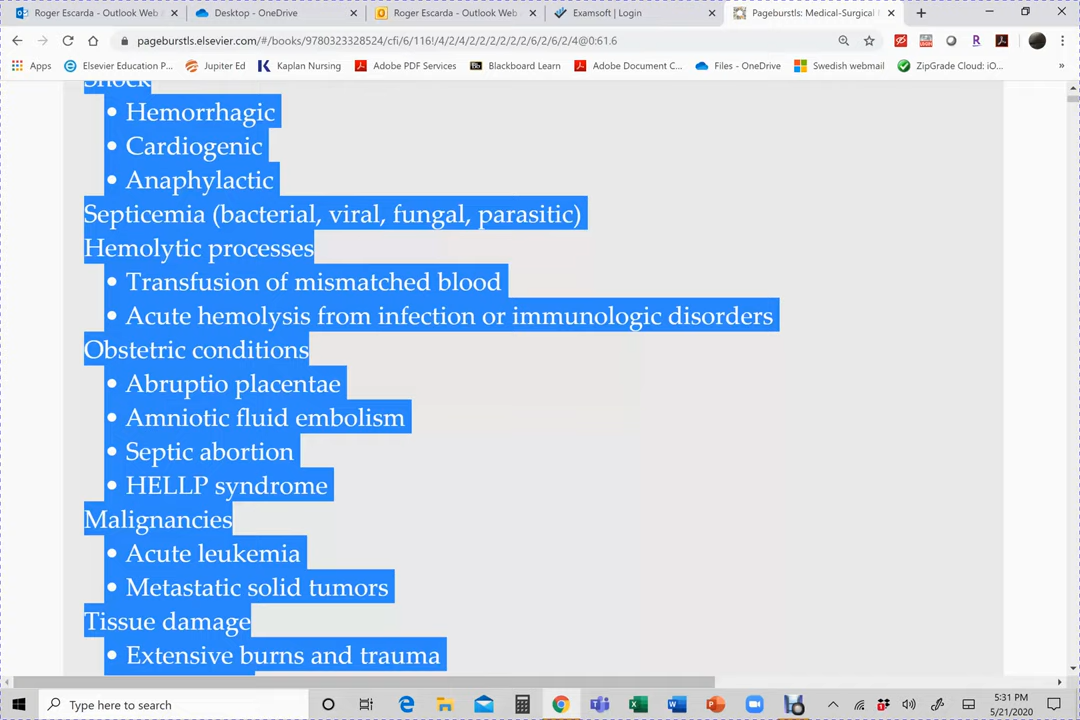 Roger Escarda - Outlook Web
Desktop - OneDrive
Roger Escarda - Outlook Web
Examsoft | Login
Pageburstls: Medical-Surgical
pageburstls.elsevier.com/#/books/9780323328524/cfi/6/116!/4/2/4/2/2/2/2/2/2/6/2/6/2/4@0:61.6
Apps
Elsevier Education P...
Jupiter Ed
Kaplan Nursing
Adobe PDF Services
Bb
Blackboard Learn
Adobe Document C...
Files - OneDrive
Swedish webmail
ZipGrade Cloud: iO...
»
Shock
• Hemorrhagic
• Cardiogenic
• Anaphylactic
Septicemia (bacterial, viral, fungal, parasitic)
Hemolytic processes
• Transfusion of mismatched blood
• Acute hemolysis from infection or immunologic disorders
Obstetric conditions
• Abruptio placentae
• Amniotic fluid embolism
• Septic abortion
• HELLP syndrome
Malignancies
• Acute leukemia
• Metastatic solid tumors
Tissue damage
• Extensive burns and trauma
Type here to search
5:31 PM
5/21/2020